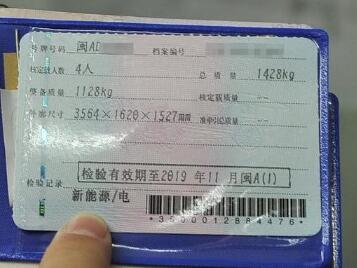 号牌号码 闽AD 档案编号
核定载人数 4人 总质量 1428kg
整备质量 1128kg 核定载质量 --
外廓尺寸 3564×1620×1527mm 准牵引总质量 --
检验记录 检验有效期至2019 年11 月闽A(1)
新能源/电